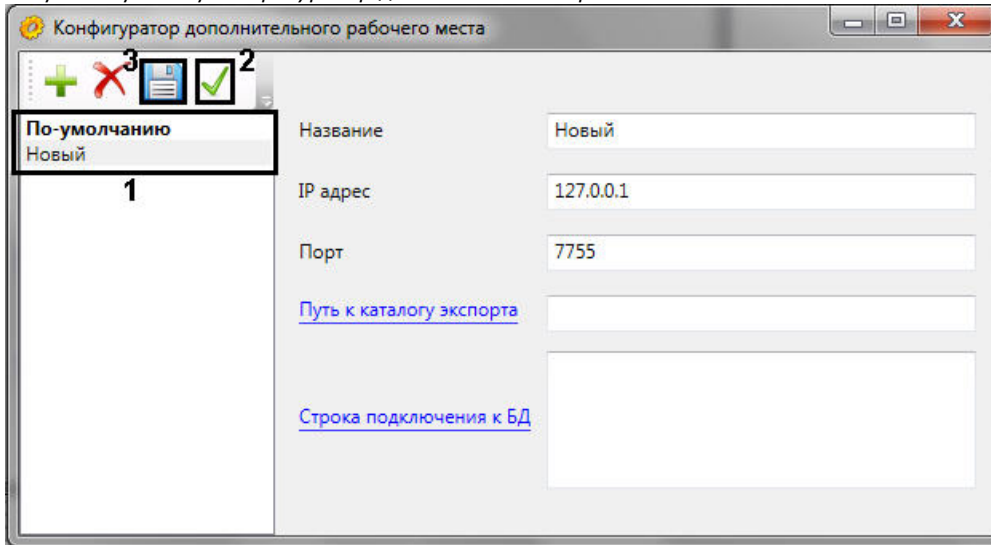 Конфигуратор дополнительного рабочего места
3
2
По-умолчанию
Новый
1
Название
Новый
IP адрес
127.0.0.1
Порт
7755
Путь к каталогу экспорта
Строка подключения к БД